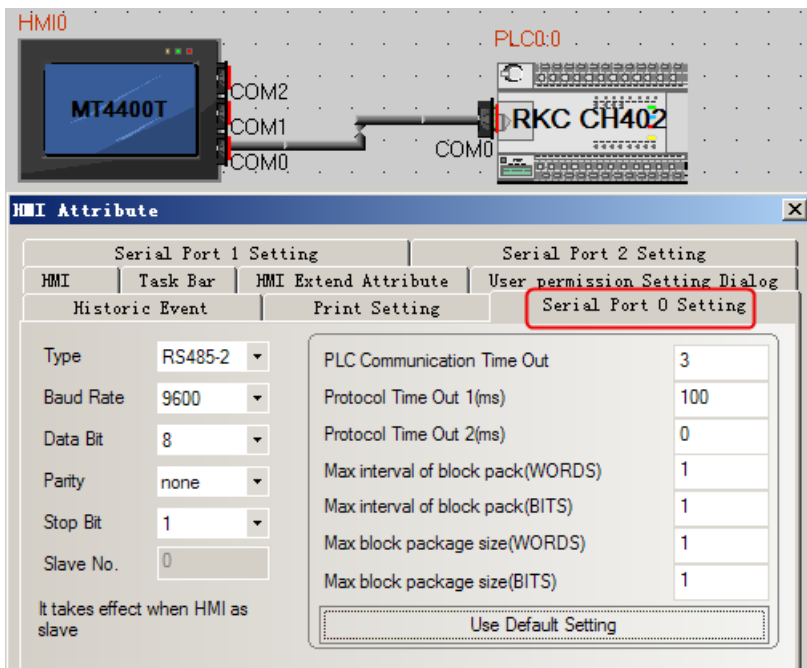 HMI0
PLC0:0
COM2
MT4400T
COM1
RKC CH402
COM0
COM0
HMI Attribute
Serial Port 1 Setting
Serial Port 2 Setting
HMI
Task Bar
HMI Extend Attribute
User permission Setting Dialog
Historic Event
Print Setting
Serial Port 0 Setting
Type
RS485-2
Baud Rate
9600
Data Bit
8
Parity
none
Stop Bit
1
Slave No.
0
It takes effect when HMI as
slave
PLC Communication Time Out
3
Protocol Time Out 1(ms)
100
Protocol Time Out 2(ms)
0
Max interval of block pack(WORDS)
1
Max interval of block pack(BITS)
1
Max block package size(WORDS)
1
Max block package size(BITS)
1
Use Default Setting